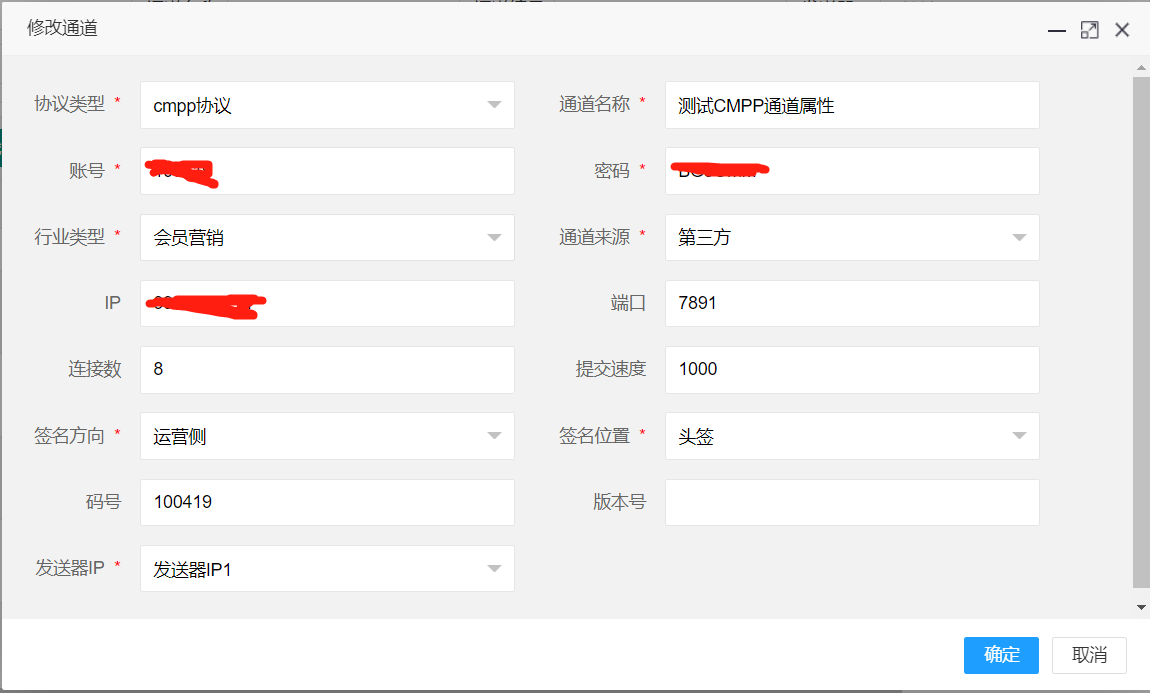 修改通道
协议类型 * cmpp协议 通道名称 * 测试CMPP通道属性
账号 * 密码 *
行业类型 * 会员营销 通道来源 * 第三方
IP 端口 7891
连接数 8 提交速度 1000
签名方向 * 运营侧 签名位置 * 头签
码号 100419 版本号
发送器IP * 发送器IP1
确定 取消